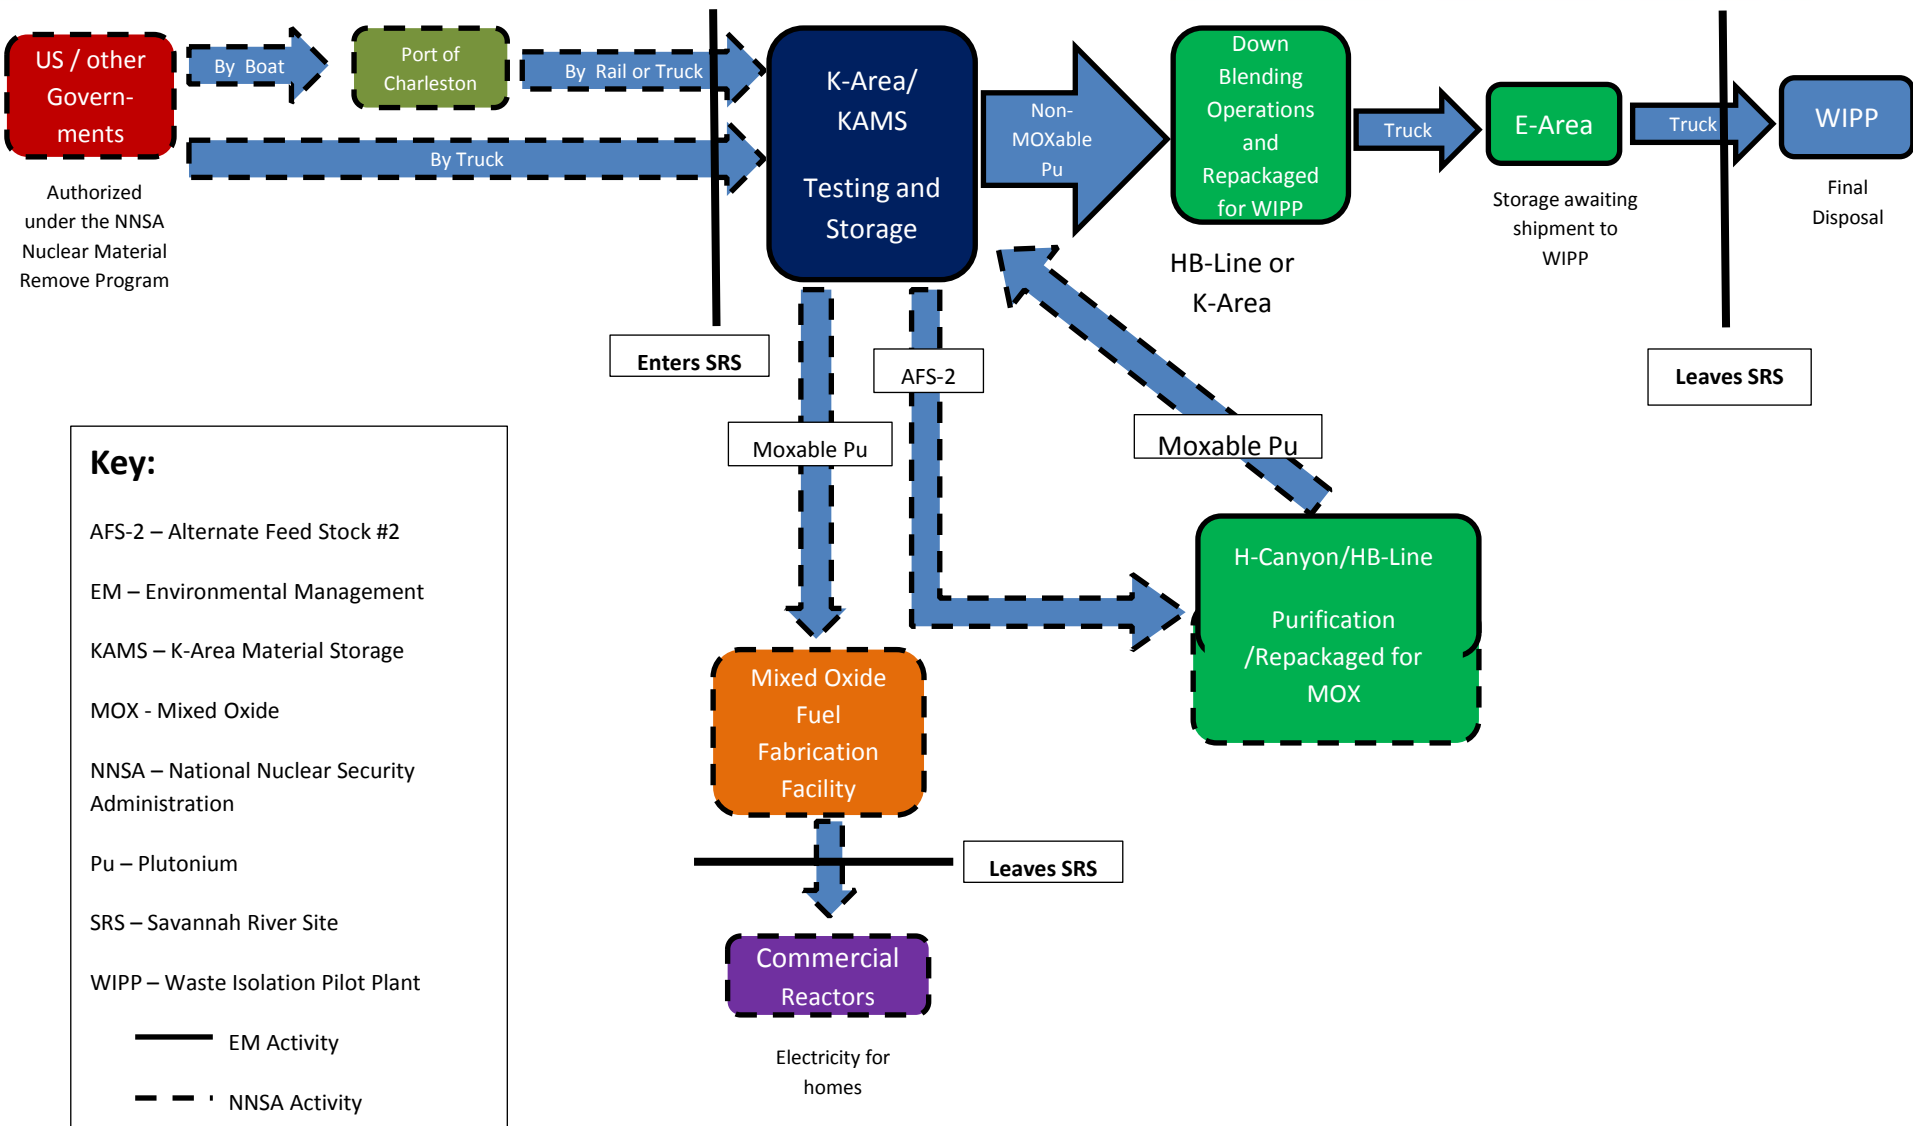 US / other
Govern-
ments
Authorized
under the NNSA
Nuclear Material
Remove Program
By Boat
Port of
Charleston
By Rail or Truck
By Truck
Enters SRS
K-Area/
KAMS
Testing and
Storage
Non-
MOXable
Pu
Down
Blending
Operations
and
Repackaged
for WIPP
HB-Line or
K-Area
Truck
E-Area
Storage awaiting
shipment to
WIPP
Truck
Leaves SRS
WIPP
Final
Disposal
Moxable Pu
AFS-2
Moxable Pu
H-Canyon/HB-Line
Purification
/Repackaged for
MOX
Mixed Oxide
Fuel
Fabrication
Facility
Leaves SRS
Commercial
Reactors
Electricity for
homes
Key:
AFS-2 – Alternate Feed Stock #2
EM – Environmental Management
KAMS – K-Area Material Storage
MOX - Mixed Oxide
NNSA – National Nuclear Security
Administration
Pu – Plutonium
SRS – Savannah River Site
WIPP – Waste Isolation Pilot Plant
EM Activity
NNSA Activity